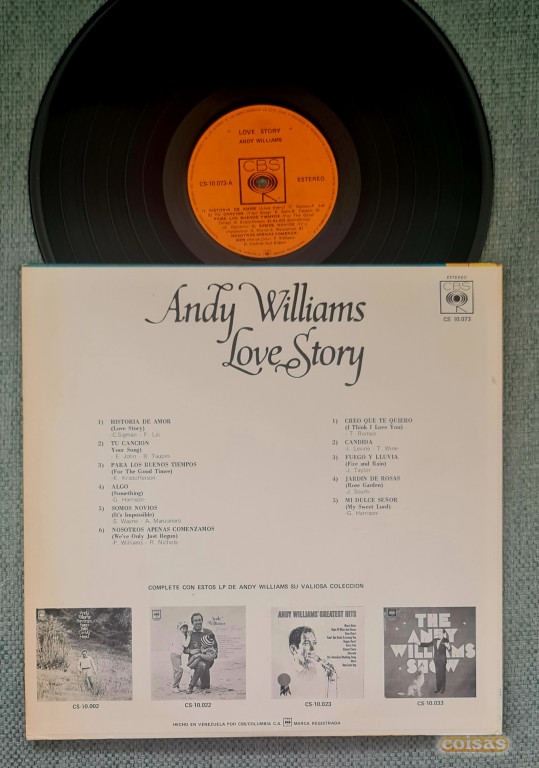 LOVE STORY
ANDY WILLIAMS
CBS
CS-10.073-A
ESTEREO
ESTEREO
CBS
CS 10.073
Andy Williams
Love Story
1) HISTORIA DE AMOR
(Love Story)
C.Sigman - F. Lai
2) TU CANCION
Your Song)
E. John - B. Taupin
3) PARA LOS BUENOS TIEMPOS
(For The Good Times)
K. Kristofferson
4) ALGO
(Something)
G. Harrison
5) SOMOS NOVIOS
(It's Impossible)
S. Wayne - A. Manzanero
6) NOSOTROS APENAS COMENZAMOS
(We've Only Just Begun)
P. Williams - R. Nichols
1) CREO QUE TE QUIERO
(I Think I Love You)
T. Romeo
2) CANDIDA
I. Levine T. Wine
3) FUEGO Y LLUVIA
(Fire and Rain)
J. Taylor
4) JARDIN DE ROSAS
(Rose Garden)
J. South
5) MI DULCE SEÑOR
(My Sweet Lord)
G. Harrison
COMPLETE CON ESTOS LP DE ANDY WILLIAMS SU VALIOSA COLECCION
Andy Williams
ANDY WILLIAMS' GREATEST HITS
THE
ANDY
WILLIAMS
SHOW
CS-10.002
CS-10.022
CS-10.023
CS-10.033
HECHO EN VENEZUELA POR CBS/COLUMBIA C.A. MARCA REGISTRADA
coisas